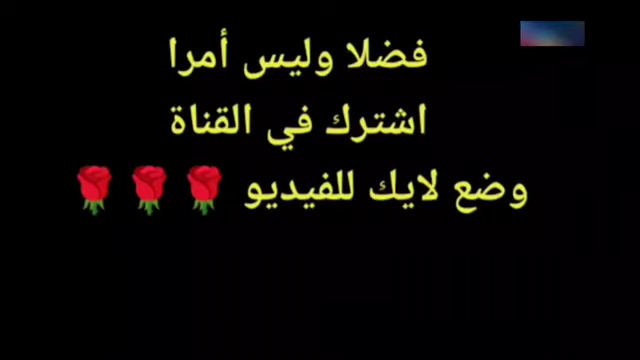 فضلا وليس أمرا
اشترك في القناة
وضع لايك للفيديو 🌹🌹🌹